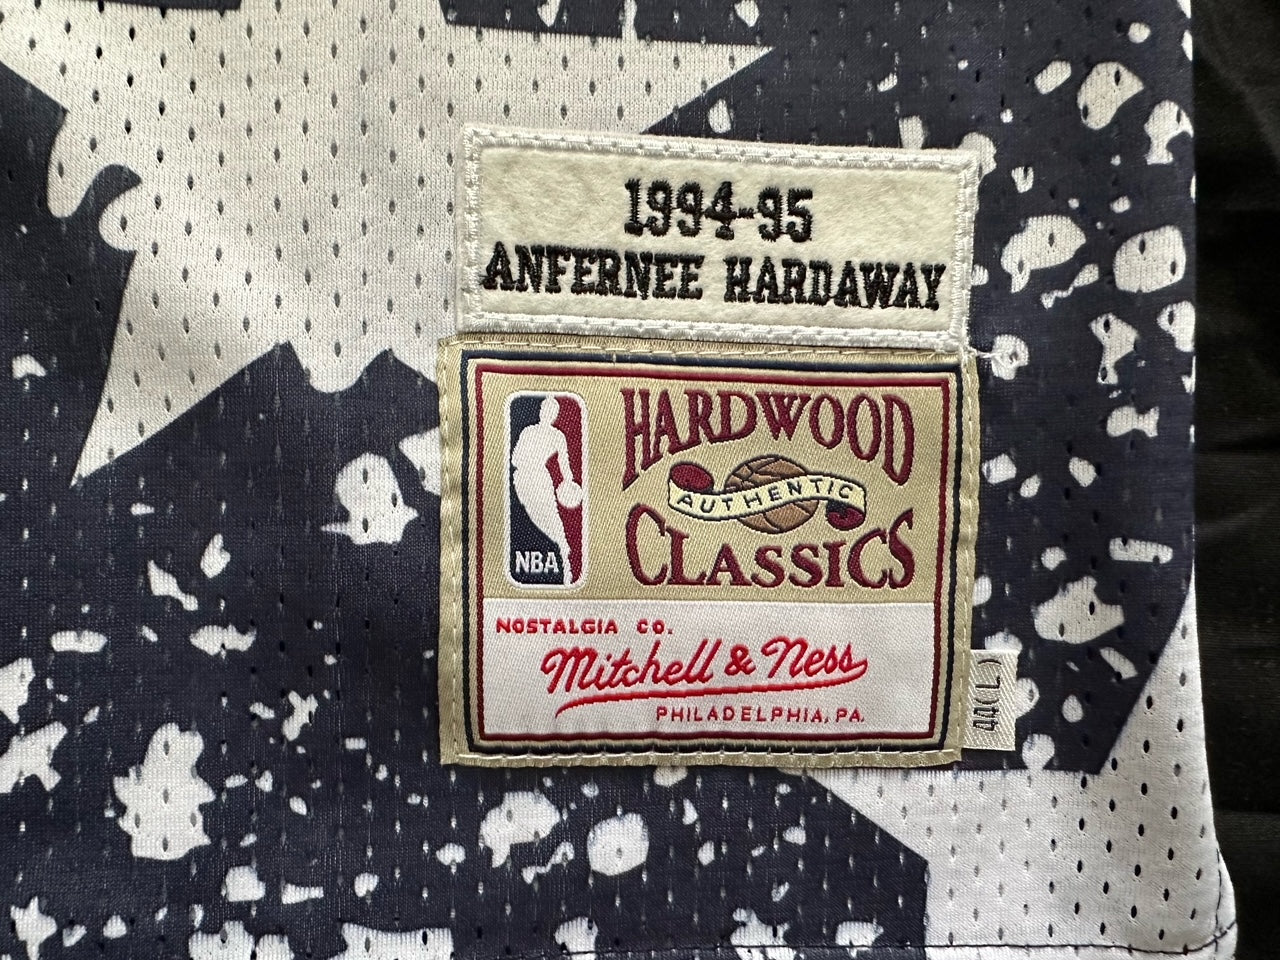 1994-95
ANFERNEE HARDAWAY
HARDWOOD
AUTHENTIC
CLASSICS
NBA
NOSTALGIA CO.
Mitchell & Ness
PHILADELPHIA, PA.
44(L)